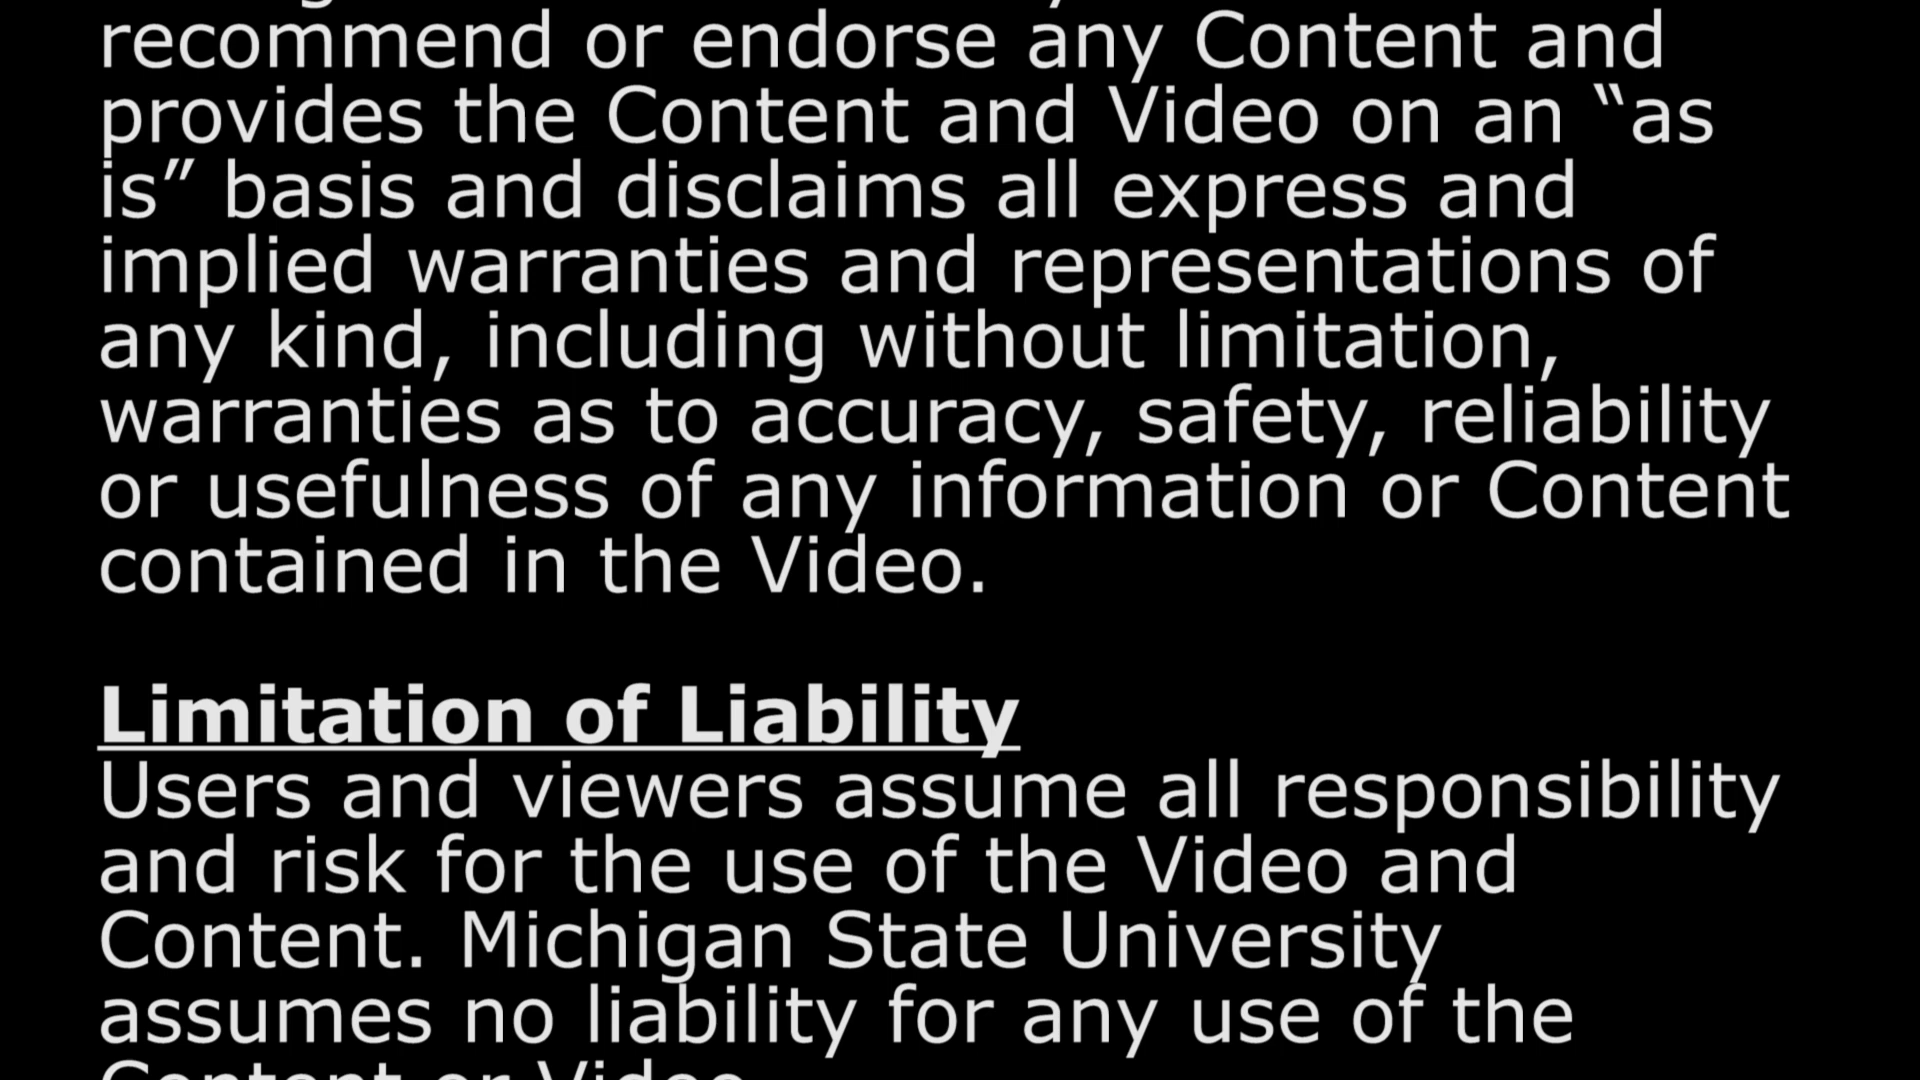 recommend or endorse any Content and
provides the Content and Video on an “as
is” basis and disclaims all express and
implied warranties and representations of
any kind, including without limitation,
warranties as to accuracy, safety, reliability
or usefulness of any information or Content
contained in the Video.
Limitation of Liability
Users and viewers assume all responsibility
and risk for the use of the Video and
Content. Michigan State University
assumes no liability for any use of the
Content or Video